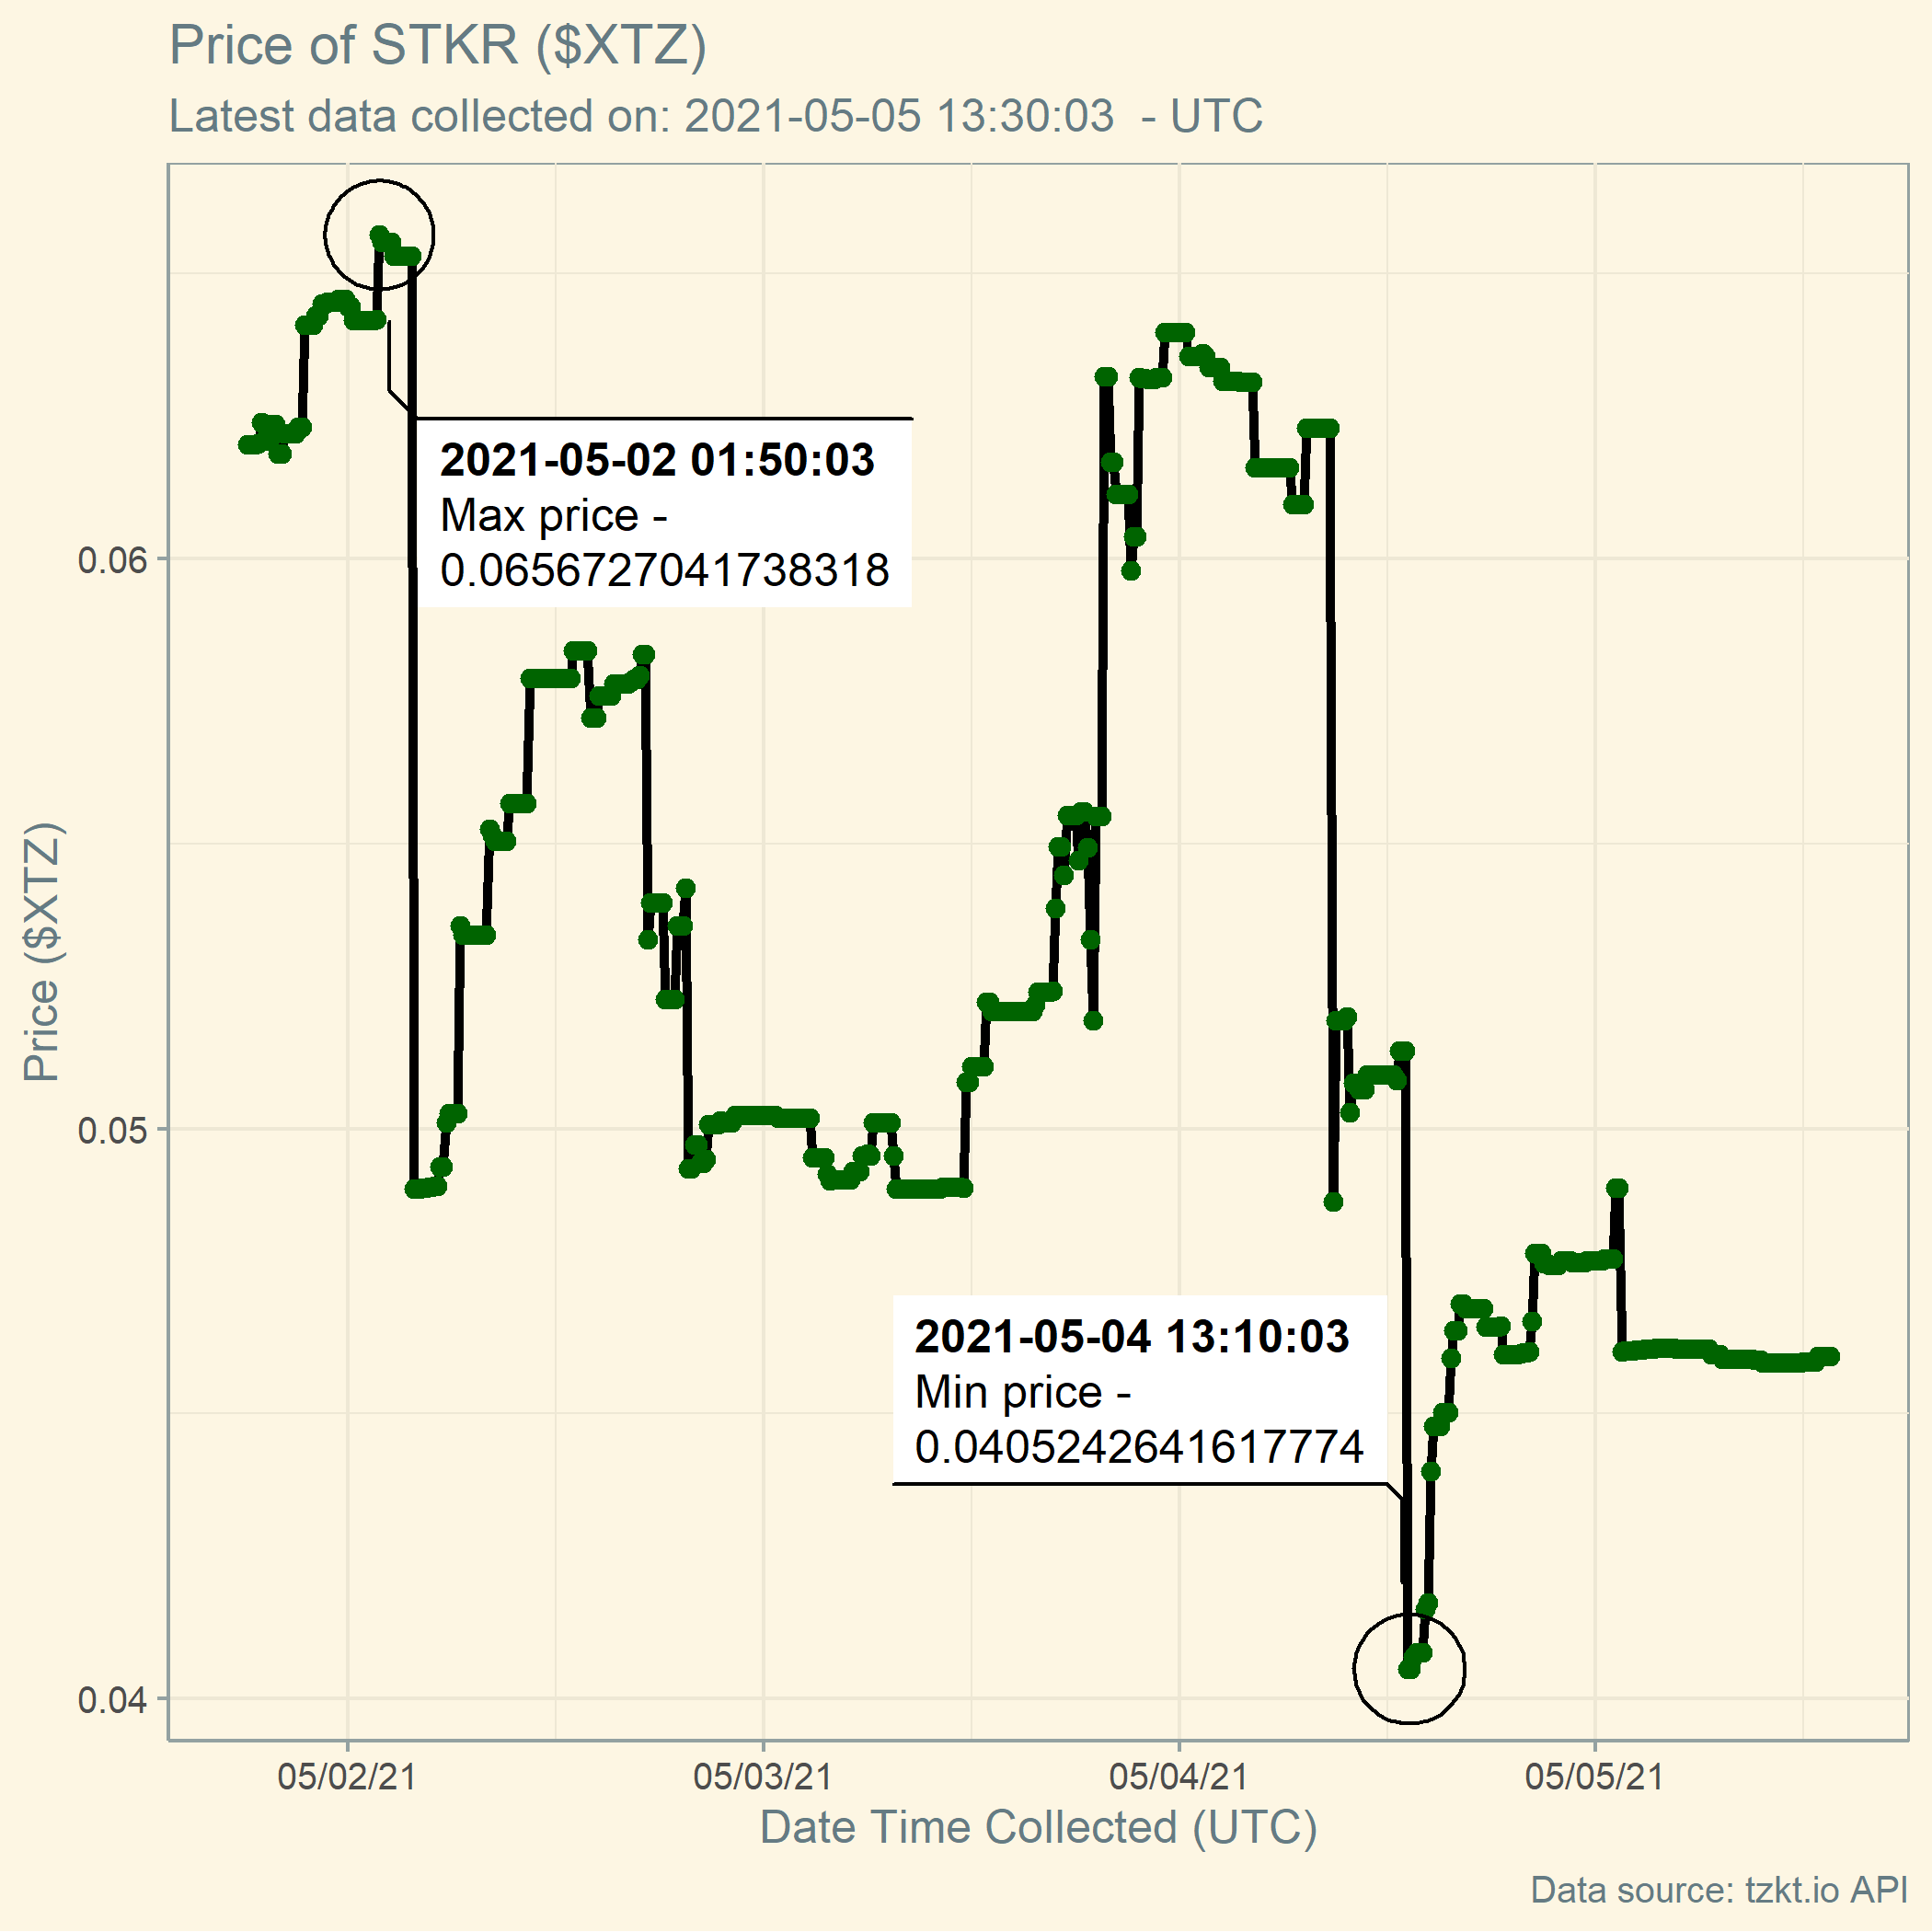 Price of STKR ($XTZ)
Latest data collected on: 2021-05-05 13:30:03  - UTC
2021-05-02 01:50:03
Max price -
0.0656727041738318
0.06
Price ($XTZ)
0.05
2021-05-04 13:10:03
Min price -
0.0405242641617774
0.04
05/02/21
05/03/21
05/04/21
05/05/21
Date Time Collected (UTC)
Data source: tzkt.io API